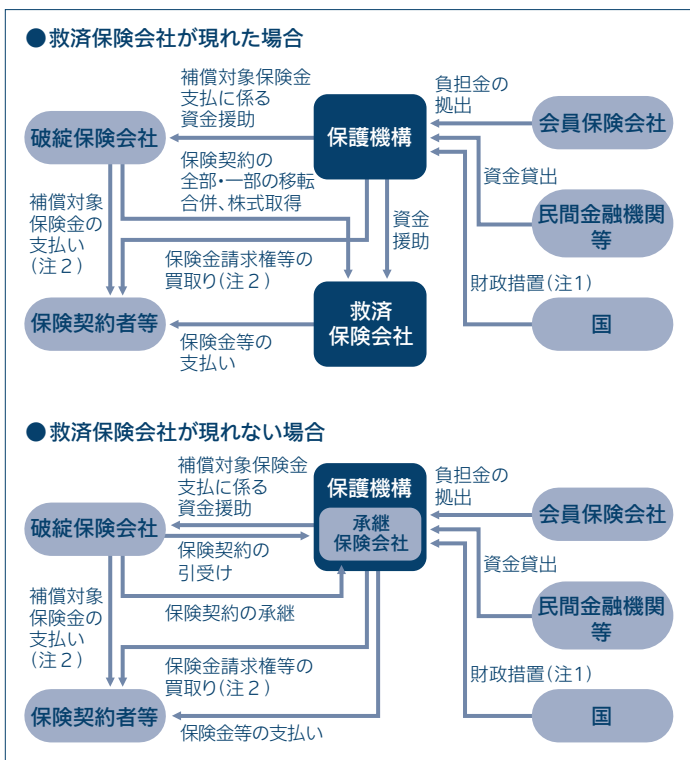 ●救済保険会社が現れた場合
補償対象保険金
支払に係る
資金援助
負担金の
拠出
破綻保険会社
保護機構
会員保険会社
保険契約の
全部・一部の移転
合併、株式取得
資金貸出
補償対象
保険金の
支払い
(注２)
資金
援助
民間金融機関
等
保険金請求権等の
買取り(注２)
財政措置(注1)
保険契約者等
救済
保険会社
国
保険金等の
支払い
●救済保険会社が現れない場合
補償対象保険金
支払に係る
資金援助
保護機構
負担金の
拠出
破綻保険会社
承継
保険会社
会員保険会社
保険契約の
引受け
資金貸出
補償対象
保険金の
支払い
(注２)
保険契約の承継
民間金融機関
等
保険金請求権等の
買取り(注２)
財政措置(注1)
保険契約者等
国
保険金等の支払い